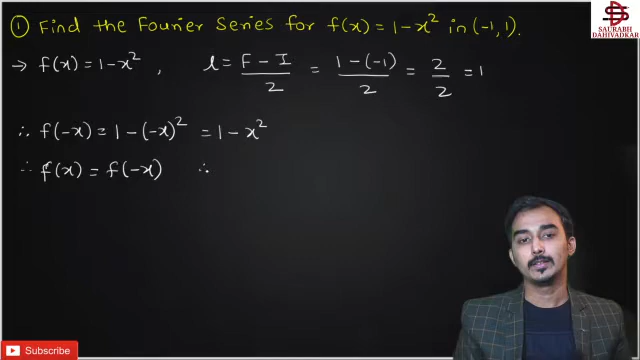 ① Find the Fourier Series for f(x) = 1-x² in (-1, 1).
SAURABH
DAHIVADKAR
→ f(x) = 1-x² , l = F - I / 2 = 1-(-1) / 2 = 2 / 2 = 1
∴ f(-x) = 1-(-x)² = 1-x²
∴ f(x) = f(-x) ∴
Subscribe